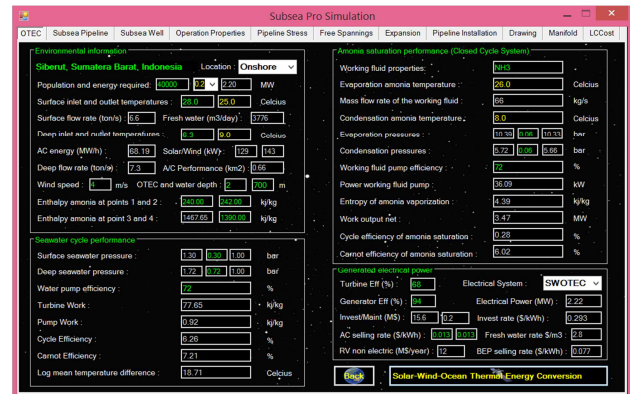 Subsea Pro Simulation
OTEC Subsea Pipeline Subsea Well Operation Properties Pipeline Stress Free Spannings Expansion Pipeline Installation Drawing Manifold LCCost
Environmental information
Siberut, Sumatera Barat, Indonesia Location : Onshore
Population and energy required: 40000 0.2 2.20 MW
Surface inlet and outlet temperatures : 28.0 25.0 Celcius
Surface flow rate (ton/s) : 6.6 Fresh water (m3/day) : 3776
Deep inlet and outlet temperatures : 6.3 9.0 Celcius
AC energy (MW/h) : 68.19 Solar/Wind (kW) : 129 143
Deep flow rate (ton/s) : 7.3 A/C Performance (km2) : 0.66
Wind speed : 4 m/s OTEC and water depth : 2 700 m
Enthalpy amonia at points 1 and 2 : 240.00 242.00 kj/kg
Enthalpy amonia at point 3 and 4 : 1467.65 1390.00 kj/kg
Seawater cycle performance
Surface seawater pressure : 1.30 0.30 1.00 bar
Deep seawater pressure : 1.72 0.72 1.00 bar
Water pump efficiency : 72 %
Turbine Work : 77.65 kj/kg
Pump Work : 0.92 kj/kg
Cycle Efficiency : 6.26 %
Carnot Efficiency : 7.21 %
Log mean temperature difference : 18.71 Celcius
Amonia saturation performance (Closed Cycle System)
Working fluid properties: NH3
Evaporation amonia temperature : 26.0 Celcius
Mass flow rate of the working fluid : 66 kg/s
Condensation amonia temperature : 8.0 Celcius
Evaporation pressures : 10.39 0.06 10.33 bar
Condensation pressures : 5.72 0.06 5.66 bar
Working fluid pump efficiency : 72 %
Power working fluid pump : 36.09 kW
Entropy of amonia vaporization : 4.39 kj/kg
Work output net : 3.47 MW
Cycle efficiency of amonia saturation : 0.28 %
Carnot efficiency of amonia saturation : 6.02 %
Generated electrical power
Turbine Eff (%) : 68 Electrical System : SWOTEC
Generator Eff (%) : 94 Electrical Power (MW) : 2.22
Invest/Maint (M$) : 15.6 0.2 Invest rate ($/kWh) : 0.293
AC selling rate ($/kWh) : 0.013 0.013 Fresh water rate $/m3 : 2.8
RV non electric (M$/year) : 12 BEP selling rate ($/kWh) : 0.077
Back Solar-Wind-Ocean Thermal Energy Conversion